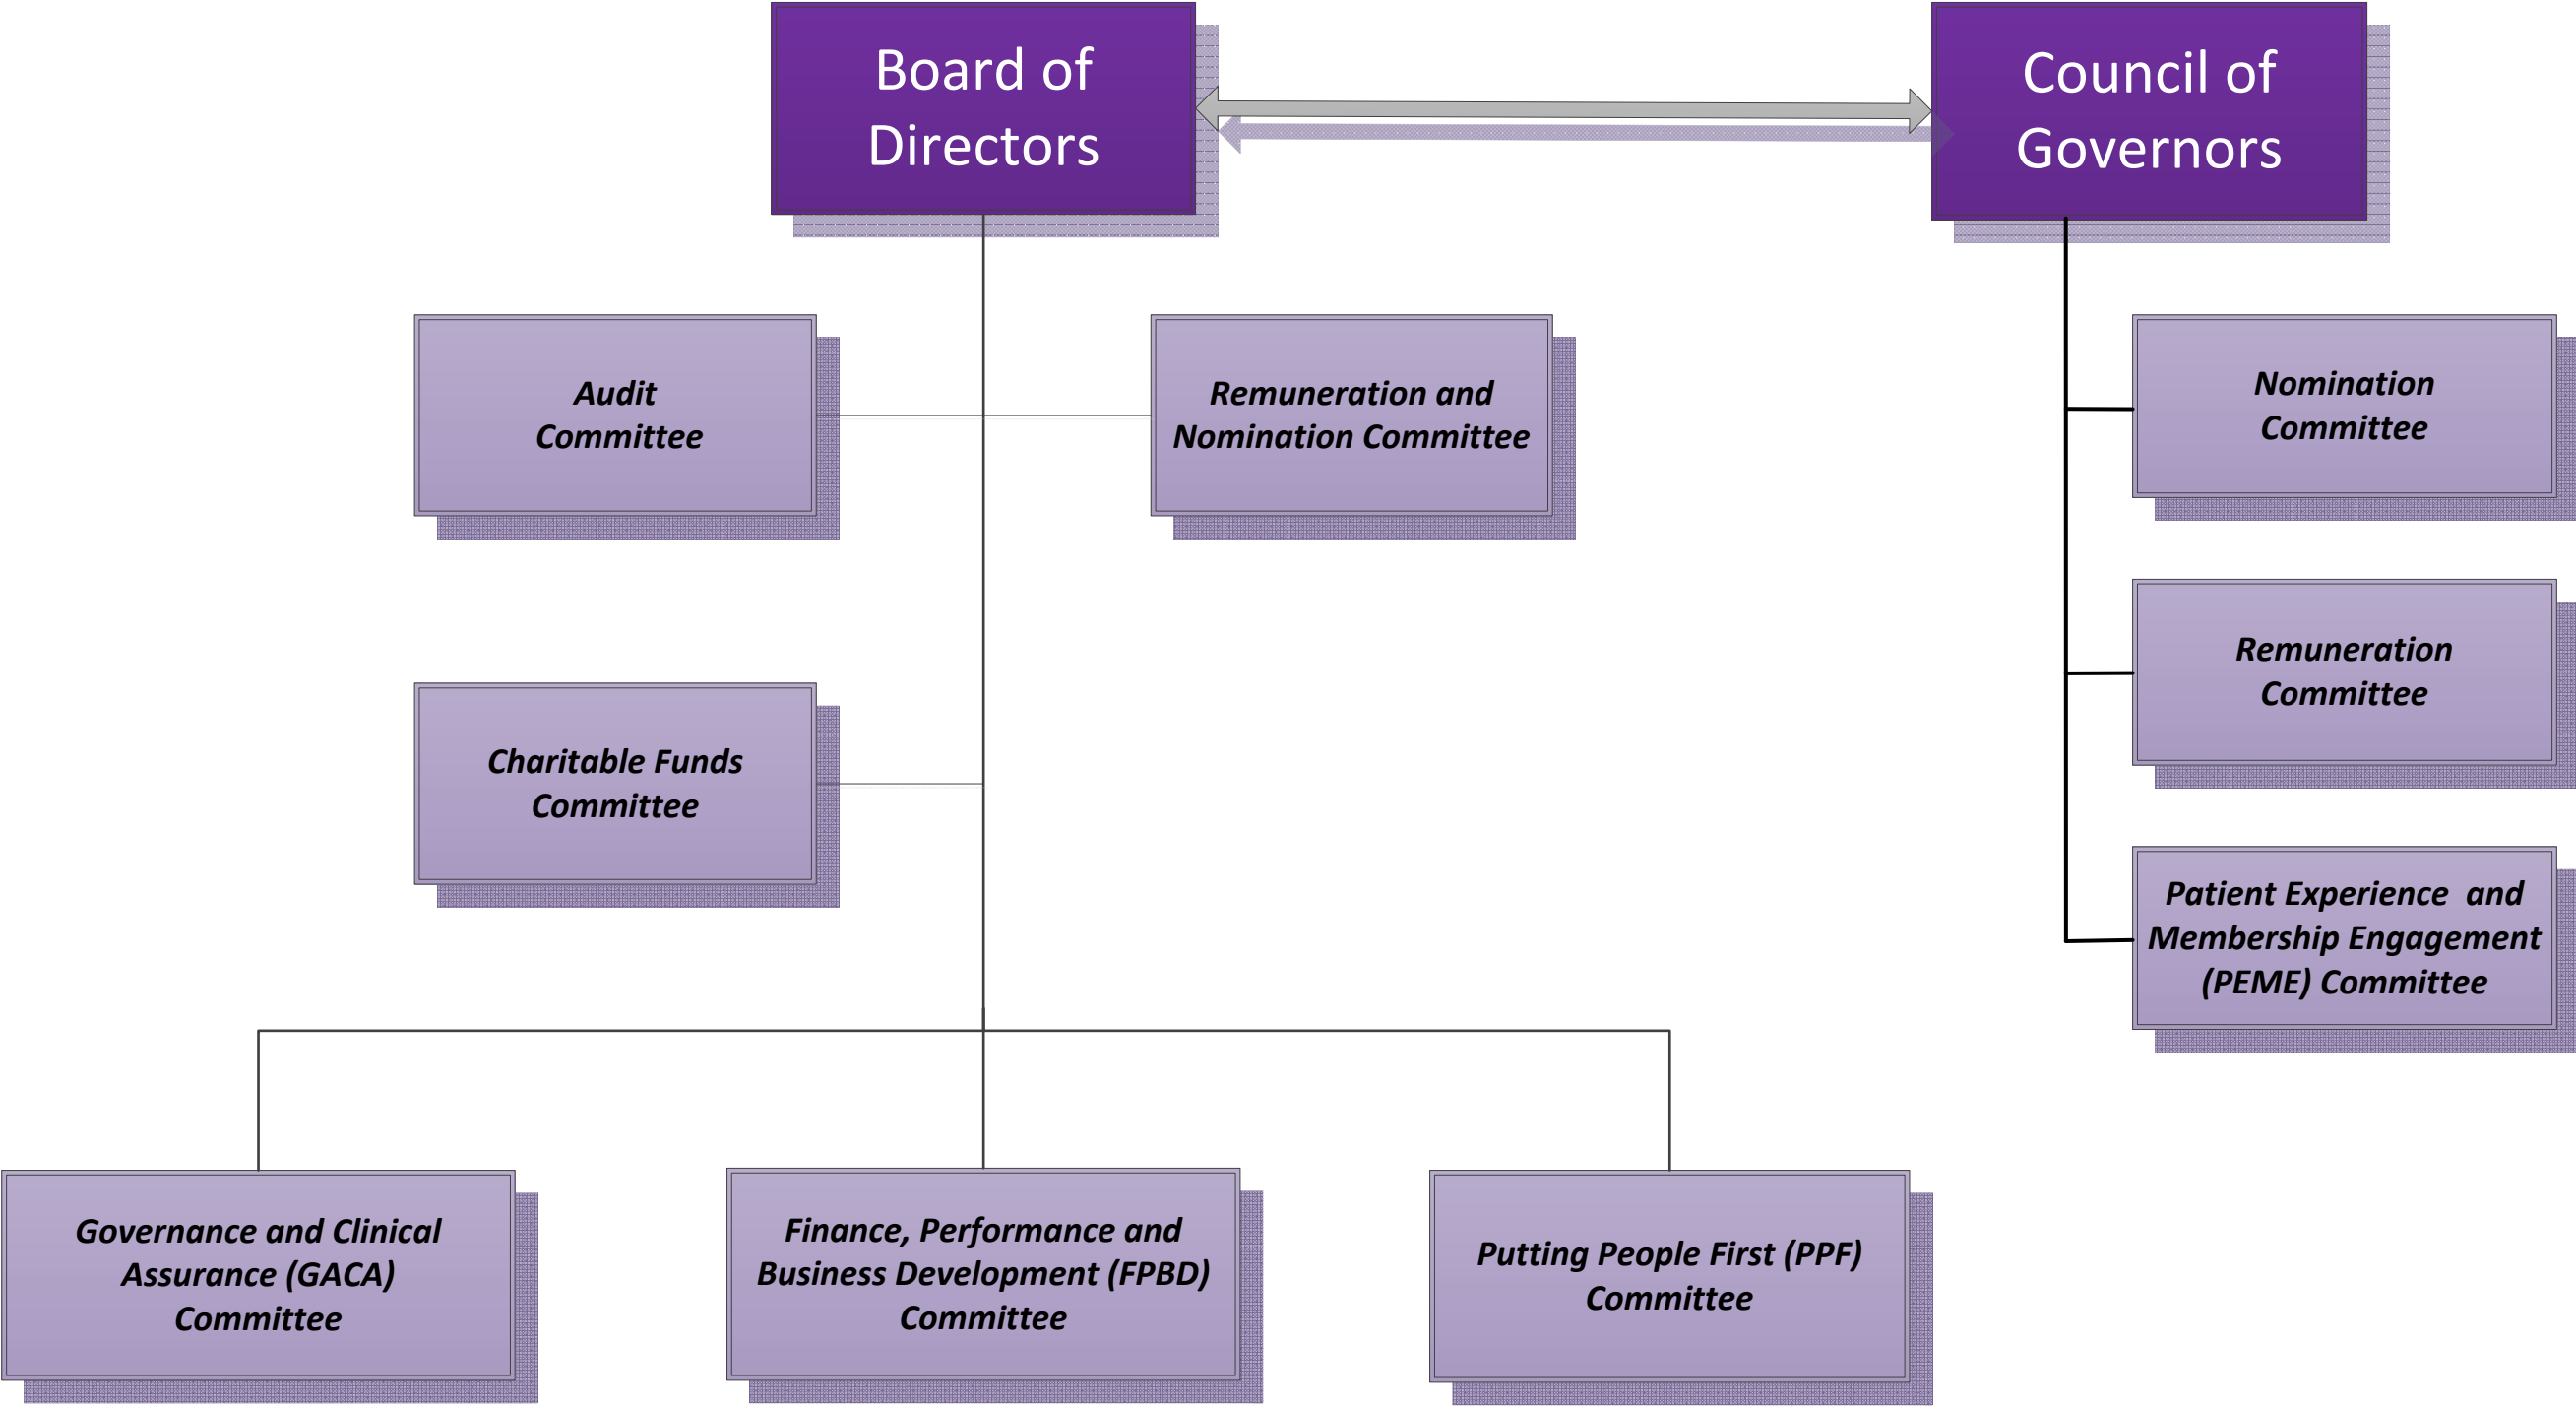 Board of
Directors
Council of
Governors
Audit
Committee
Remuneration and
Nomination Committee
Nomination
Committee
Remuneration
Committee
Charitable Funds
Committee
Patient Experience  and
Membership Engagement
(PEME) Committee
Governance and Clinical
Assurance (GACA)
Committee
Finance, Performance and
Business Development (FPBD)
Committee
Putting People First (PPF)
Committee